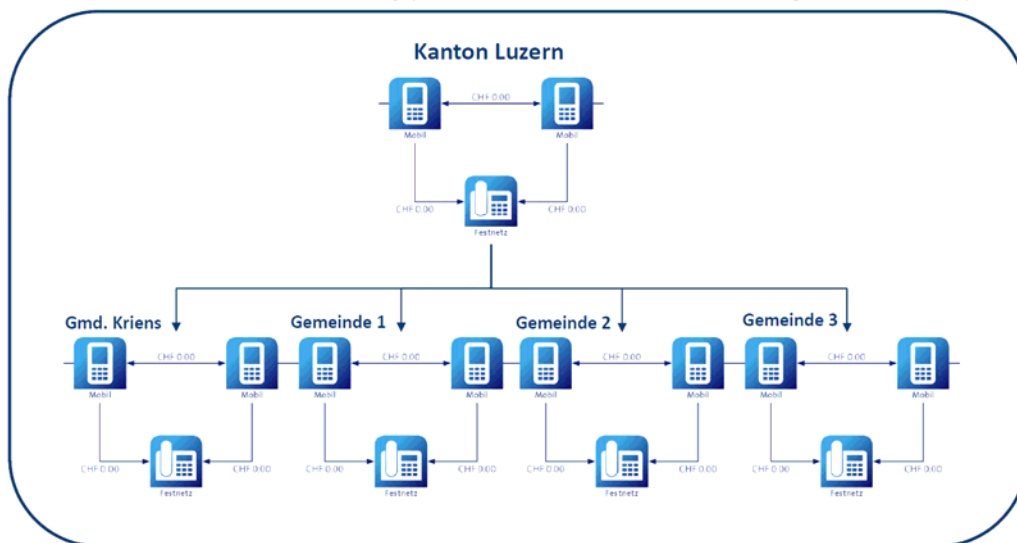 Kanton Luzern
CHF 0.00
Mobil Mobil
CHF 0.00 CHF 0.00
Festnetz
Gmd. Kriens Gemeinde 1 Gemeinde 2 Gemeinde 3
CHF 0.00 CHF 0.00 CHF 0.00 CHF 0.00
Mobil Mobil Mobil Mobil Mobil Mobil Mobil Mobil
CHF 0.00 CHF 0.00 CHF 0.00 CHF 0.00 CHF 0.00 CHF 0.00 CHF 0.00 CHF 0.00
Festnetz Festnetz Festnetz Festnetz